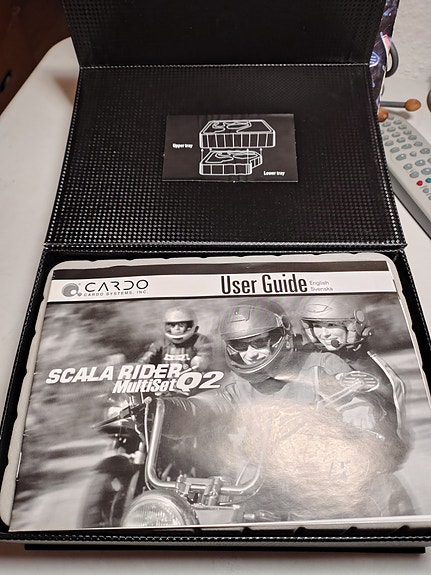 Upper tray
Lower tray
CARDO
CARDO SYSTEMS, INC.
User Guide
English
Svenska
SCALA RIDER
MultiSet Q2